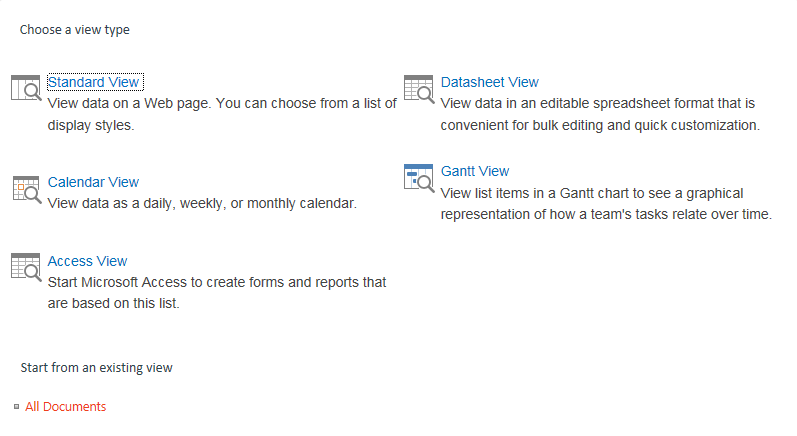 Choose a view type
Standard View
View data on a Web page. You can choose from a list of
display styles.
Calendar View
View data as a daily, weekly, or monthly calendar.
Access View
Start Microsoft Access to create forms and reports that
are based on this list.
Datasheet View
View data in an editable spreadsheet format that is
convenient for bulk editing and quick customization.
Gantt View
View list items in a Gantt chart to see a graphical
representation of how a team's tasks relate over time.
Start from an existing view
All Documents